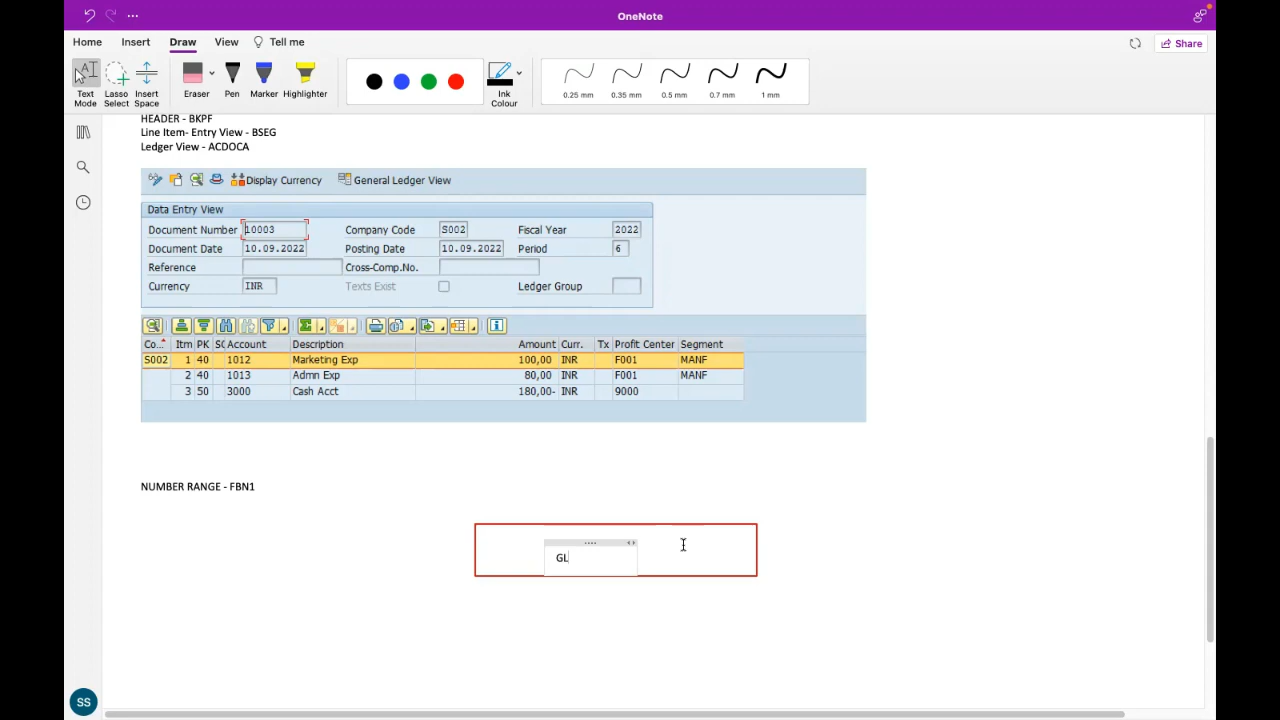 OneNote
Home Insert Draw View Tell me Share
Text Mode
Lasso Select
Insert Space
Eraser
Pen
Marker
Highlighter
Ink Colour
0.25 mm 0.35 mm 0.5 mm 0.7 mm 1 mm
HEADER - BKPF
Line Item- Entry View - BSEG
Ledger View - ACDOCA
Display Currency General Ledger View
Data Entry View
Document Number 10003 Company Code S002 Fiscal Year 2022
Document Date 10.09.2022 Posting Date 10.09.2022 Period 6
Reference Cross-Comp.No.
Currency INR Texts Exist Ledger Group
Co... Itm PK SG Account Description Amount Curr. Tx Profit Center Segment
S002 1 40 1012 Marketing Exp 100,00 INR F001 MANF
2 40 1013 Admn Exp 80,00 INR F001 MANF
3 50 3000 Cash Acct 180,00- INR 9000
NUMBER RANGE - FBN1
GL
SS